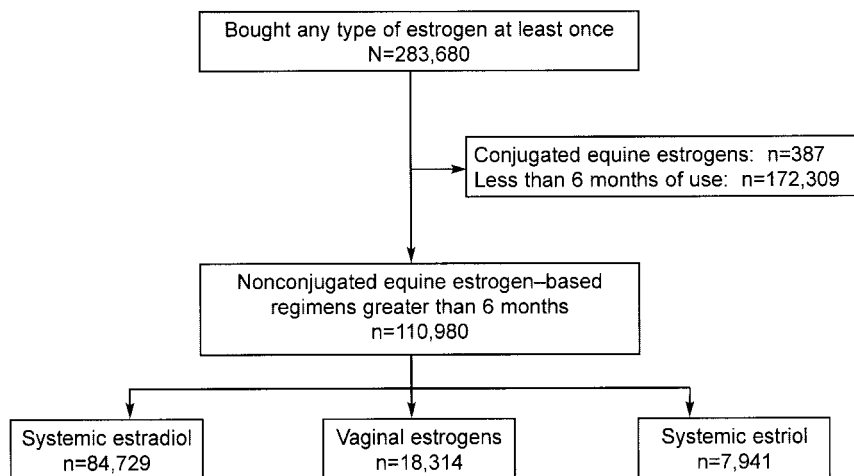 Bought any type of estrogen at least once
N=283,680
Conjugated equine estrogens: n=387
Less than 6 months of use: n=172,309
Nonconjugated equine estrogen–based
regimens greater than 6 months
n=110,980
Systemic estradiol
n=84,729
Vaginal estrogens
n=18,314
Systemic estriol
n=7,941